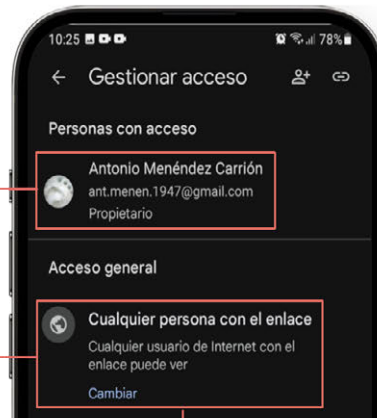 10:25 78%
Gestionar acceso
Personas con acceso
Antonio Menéndez Carrión
ant.menen.1947@gmail.com
Propietario
Acceso general
Cualquier persona con el enlace
Cualquier usuario de Internet con el
enlace puede ver
Cambiar